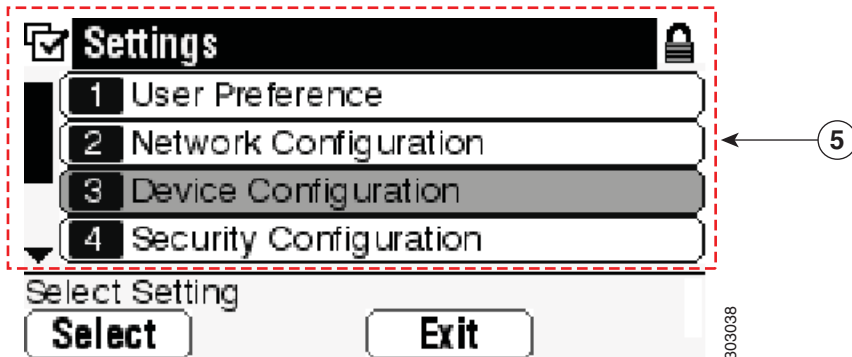 Settings
1 User Preference
2 Network Configuration
3 Device Configuration
4 Security Configuration
5
Select Setting
Select Exit
303038